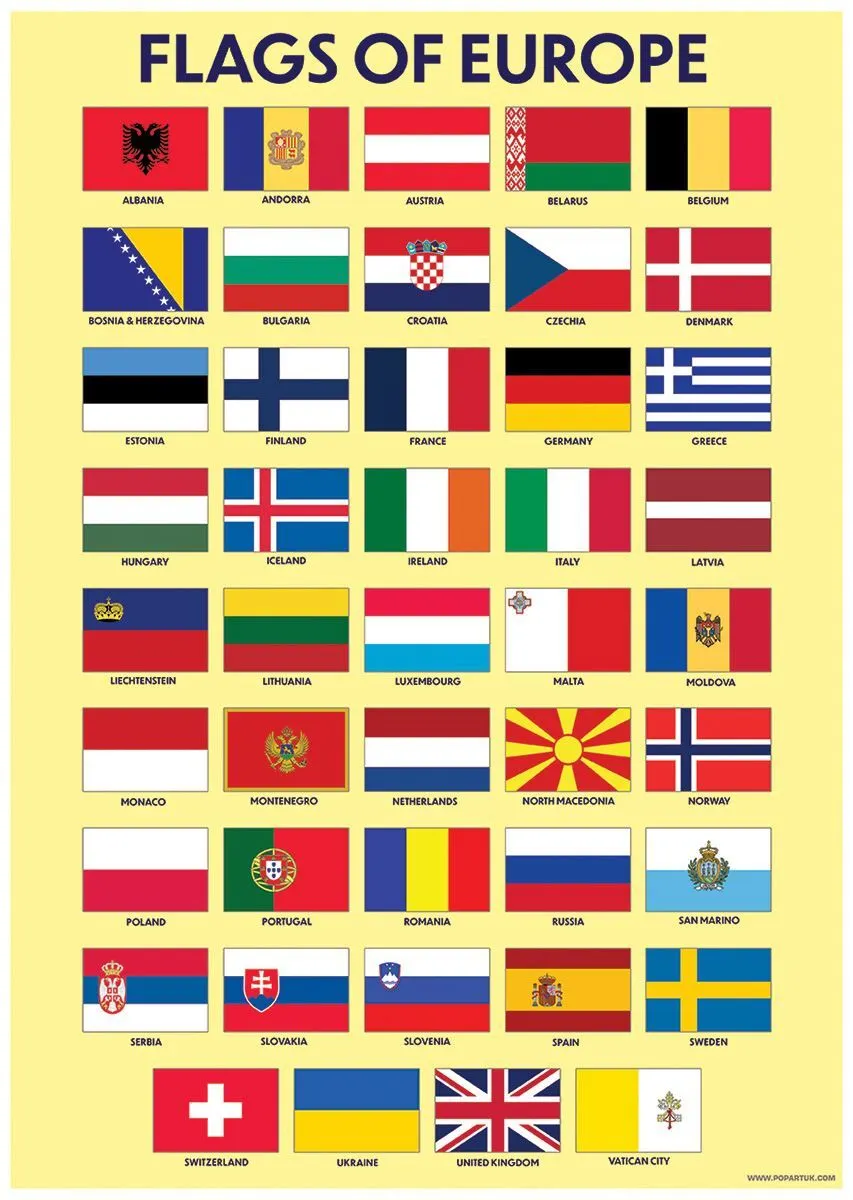 FLAGS OF EUROPE
ALBANIA
ANDORRA
AUSTRIA
BELARUS
BELGIUM
BOSNIA & HERZEGOVINA
BULGARIA
CROATIA
CZECHIA
DENMARK
ESTONIA
FINLAND
FRANCE
GERMANY
GREECE
HUNGARY
ICELAND
IRELAND
ITALY
LATVIA
LIECHTENSTEIN
LITHUANIA
LUXEMBOURG
MALTA
MOLDOVA
MONACO
MONTENEGRO
NETHERLANDS
NORTH MACEDONIA
NORWAY
POLAND
PORTUGAL
ROMANIA
RUSSIA
SAN MARINO
SERBIA
SLOVAKIA
SLOVENIA
SPAIN
SWEDEN
SWITZERLAND
UKRAINE
UNITED KINGDOM
VATICAN CITY
WWW.POPARTUK.COM